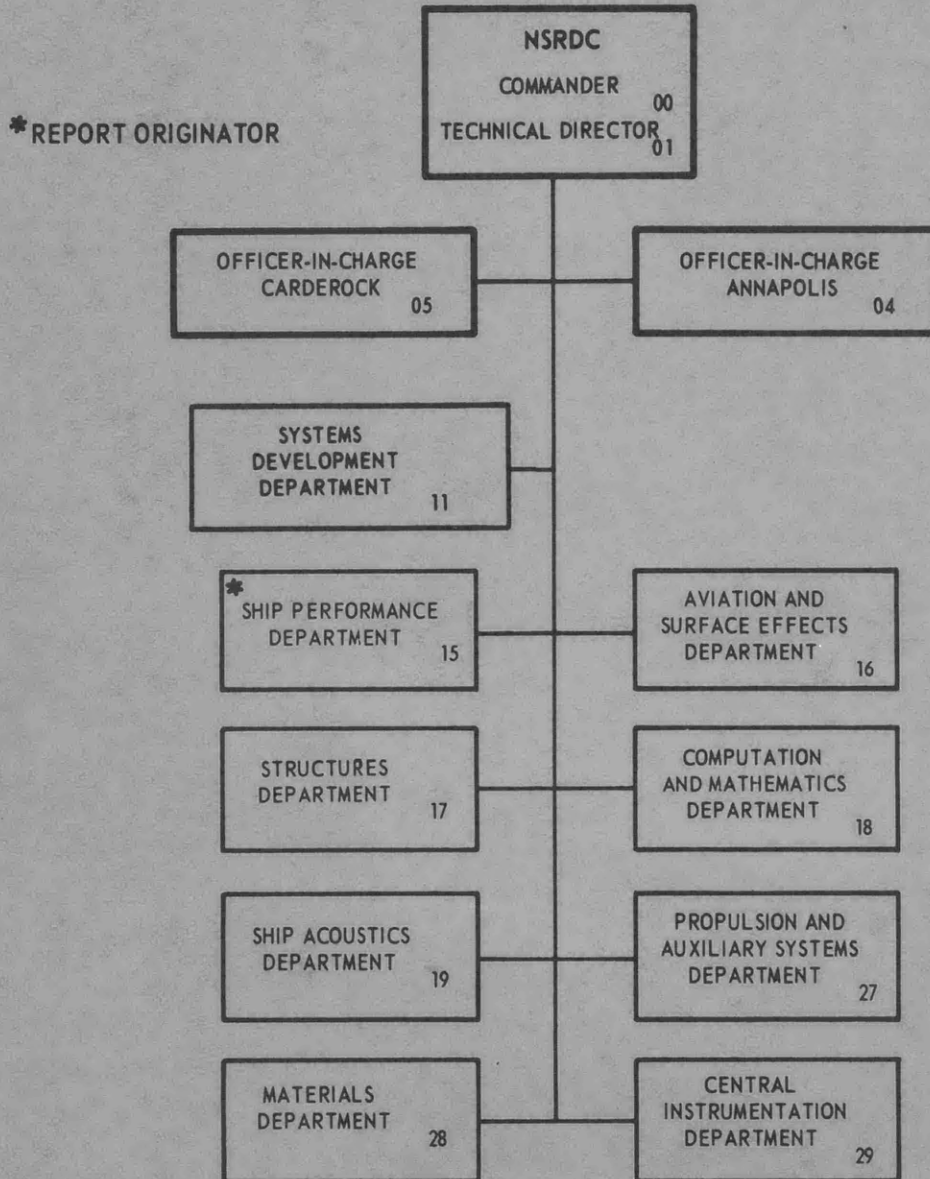 NSRDC
COMMANDER
00
TECHNICAL DIRECTOR
01
*REPORT ORIGINATOR
OFFICER-IN-CHARGE
CARDEROCK
05
OFFICER-IN-CHARGE
ANNAPOLIS
04
SYSTEMS
DEVELOPMENT
DEPARTMENT
11
*
SHIP PERFORMANCE
DEPARTMENT
15
AVIATION AND
SURFACE EFFECTS
DEPARTMENT
16
STRUCTURES
DEPARTMENT
17
COMPUTATION
AND MATHEMATICS
DEPARTMENT
18
SHIP ACOUSTICS
DEPARTMENT
19
PROPULSION AND
AUXILIARY SYSTEMS
DEPARTMENT
27
MATERIALS
DEPARTMENT
28
CENTRAL
INSTRUMENTATION
DEPARTMENT
29